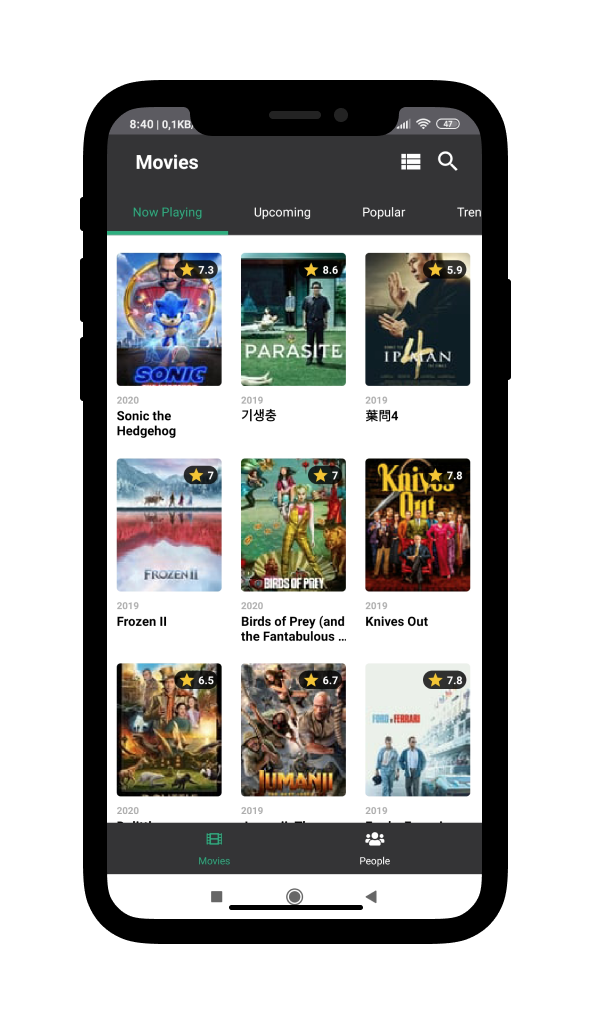 8:40 | 0,1KB/
47
Movies
Now Playing
Upcoming
Popular
Tren
7.3
8.6
5.9
SONIC
PARASITE
IP MAN 4
2020
2019
2019
Sonic the
Hedgehog
기생충
葉問4
7
7
7.8
Knives
Out
FROZEN II
BIRDS OF PREY
2019
2020
2019
Frozen II
Birds of Prey (and
the Fantabulous ...
Knives Out
6.5
6.7
7.8
FORD v FERRARI
JUMANJI
2020
2019
2019
Movies
People